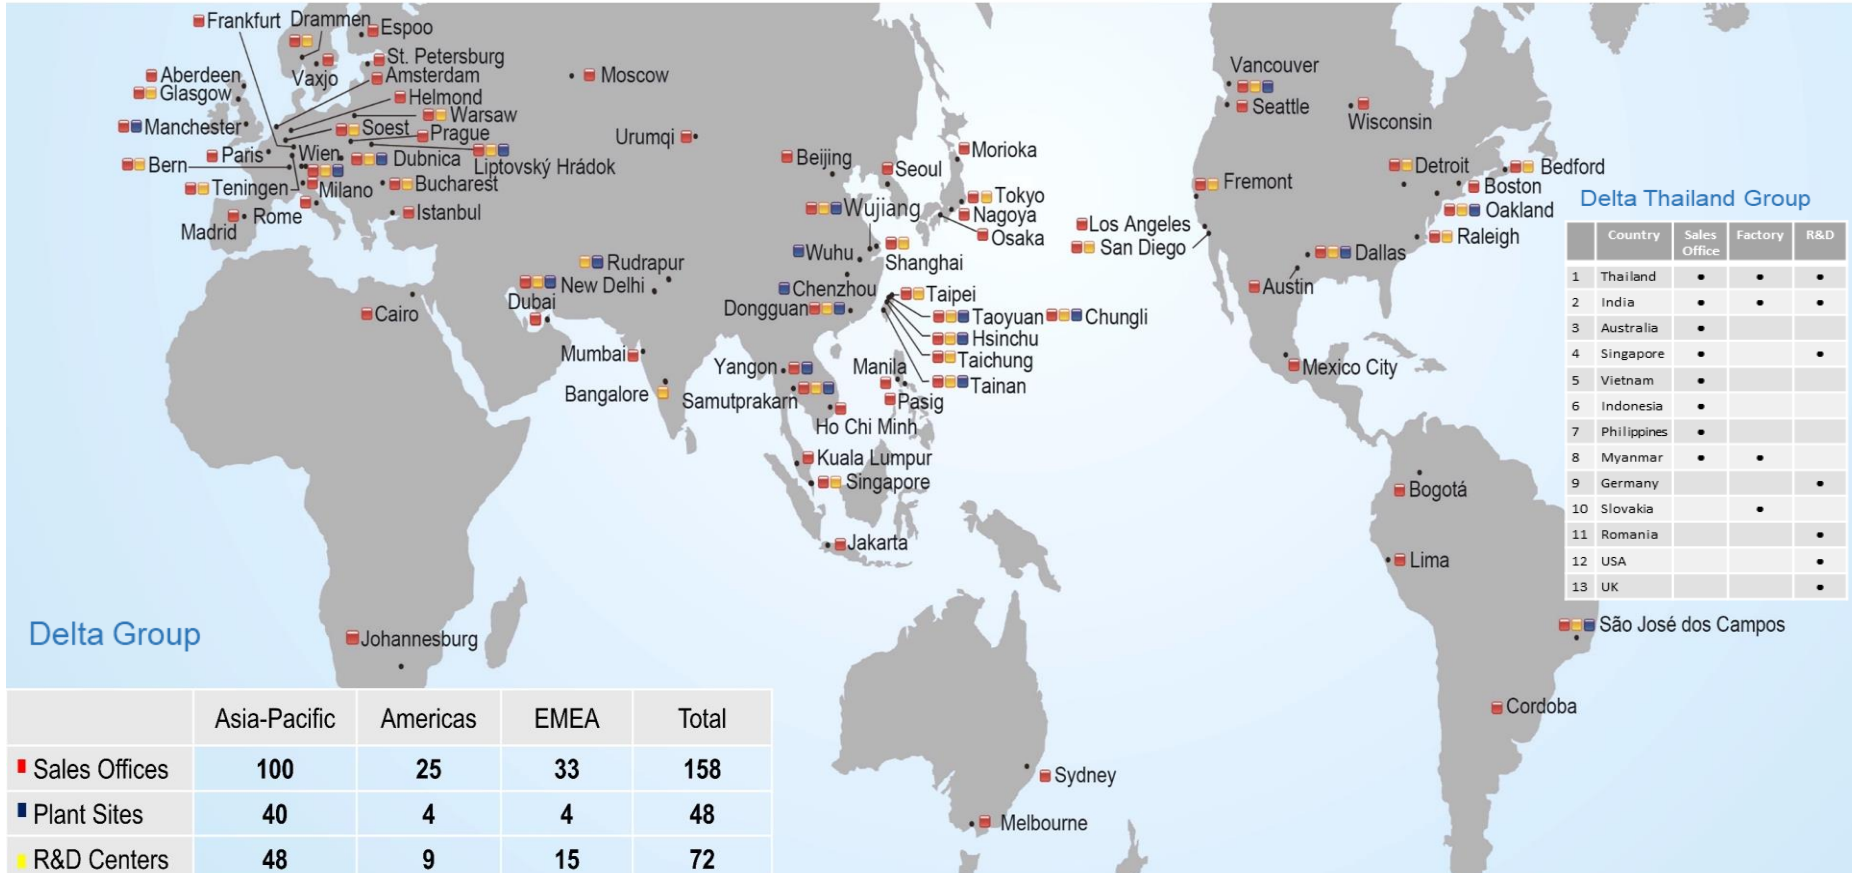 Frankfurt
Drammen
Espoo
St. Petersburg
Aberdeen
Vaxjo
Amsterdam
Moscow
Glasgow
Helmond
Warsaw
Manchester
Soest
Prague
Urumqi
Paris
Wien
Dubnica
Liptovský Hrádok
Bern
Teningen
Milano
Bucharest
Madrid
Rome
Istanbul
Beijing
Seoul
Morioka
Tokyo
Wujiang
Nagoya
Osaka
Wuhu
Shanghai
Rudrapur
New Delhi
Chenzhou
Dubai
Cairo
Dongguan
Taipei
Taoyuan
Chungli
Hsinchu
Taichung
Tainan
Mumbai
Yangon
Manila
Bangalore
Samutprakarn
Pasig
Ho Chi Minh
Kuala Lumpur
Singapore
Jakarta
Johannesburg
Sydney
Melbourne
Vancouver
Seattle
Wisconsin
Detroit
Bedford
Fremont
Boston
Oakland
Los Angeles
San Diego
Raleigh
Dallas
Austin
Mexico City
Bogotá
Lima
São José dos Campos
Cordoba
Delta Thailand Group
Country Sales Office Factory R&D
1 Thailand • • •
2 India • • •
3 Australia •
4 Singapore • •
5 Vietnam •
6 Indonesia •
7 Philippines •
8 Myanmar • •
9 Germany •
10 Slovakia •
11 Romania •
12 USA •
13 UK •
Delta Group
Asia-Pacific Americas EMEA Total
Sales Offices 100 25 33 158
Plant Sites 40 4 4 48
R&D Centers 48 9 15 72